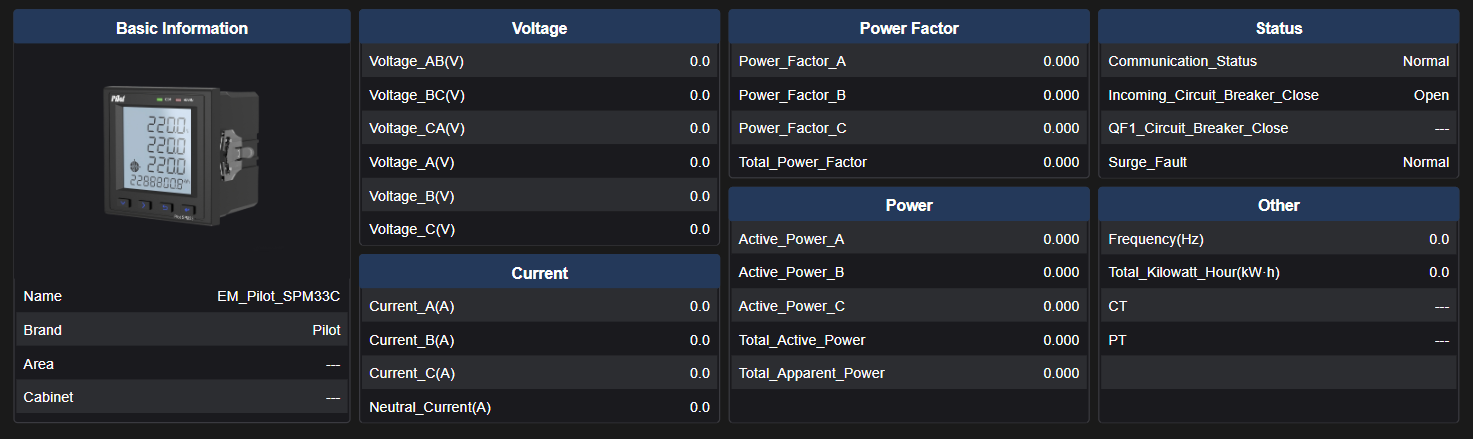 Basic Information
Pilot
220.0
220.0
220.0
Name EM_Pilot_SPM33C
Brand Pilot
Area ---
Cabinet ---
Voltage
Voltage_AB(V) 0.0
Voltage_BC(V) 0.0
Voltage_CA(V) 0.0
Voltage_A(V) 0.0
Voltage_B(V) 0.0
Voltage_C(V) 0.0
Current
Current_A(A) 0.0
Current_B(A) 0.0
Current_C(A) 0.0
Neutral_Current(A) 0.0
Power Factor
Power_Factor_A 0.000
Power_Factor_B 0.000
Power_Factor_C 0.000
Total_Power_Factor 0.000
Power
Active_Power_A 0.000
Active_Power_B 0.000
Active_Power_C 0.000
Total_Active_Power 0.000
Total_Apparent_Power 0.000
Status
Communication_Status Normal
Incoming_Circuit_Breaker_Close Open
QF1_Circuit_Breaker_Close ---
Surge_Fault Normal
Other
Frequency(Hz) 0.0
Total_Kilowatt_Hour(kW·h) 0.0
CT ---
PT ---